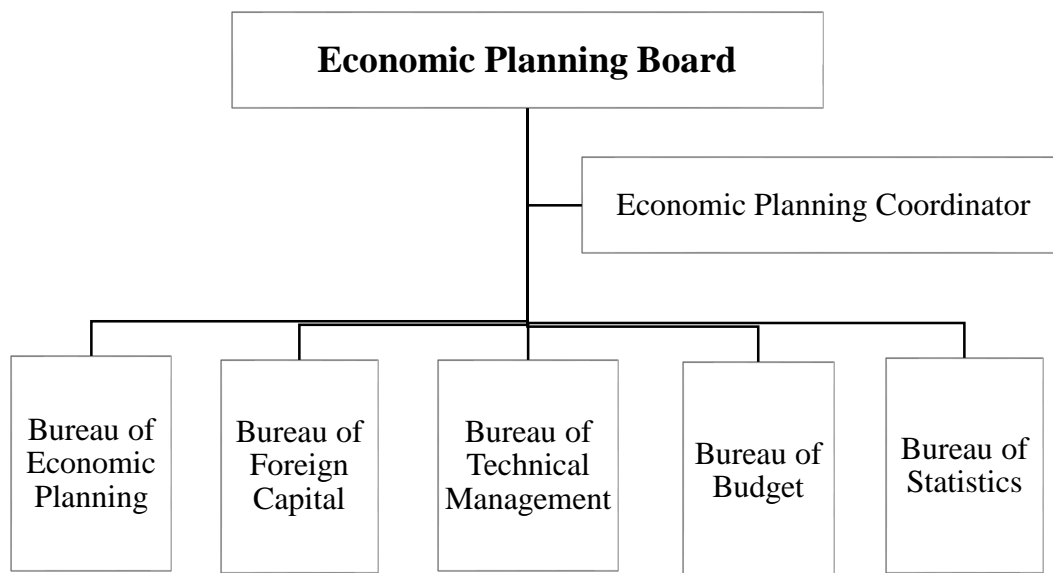 Economic Planning Board
Economic Planning Coordinator
Bureau of
Economic
Planning
Bureau of
Foreign
Capital
Bureau of
Technical
Management
Bureau of
Budget
Bureau of
Statistics